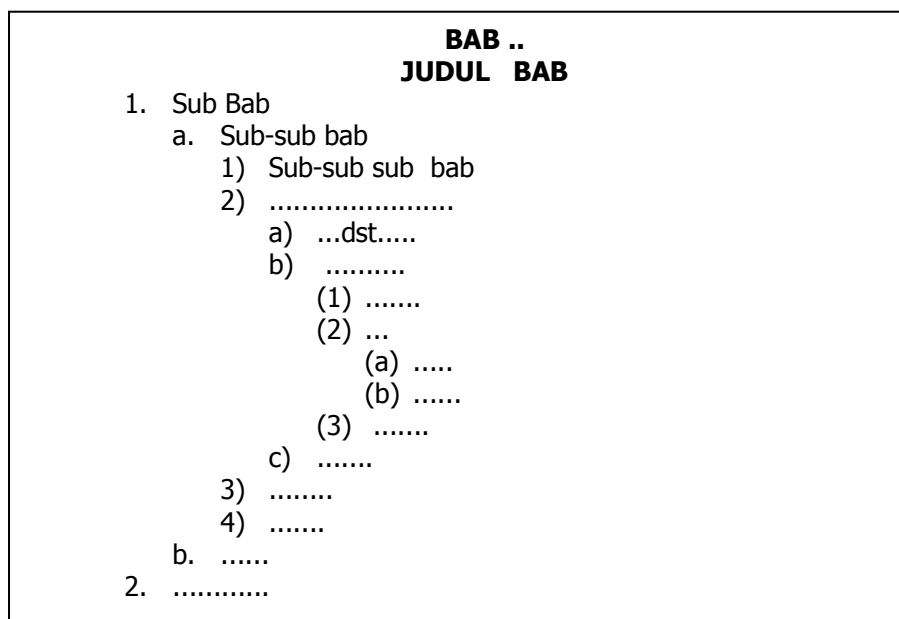 BAB ..
JUDUL BAB
1. Sub Bab
a. Sub-sub bab
1) Sub-sub sub bab
2) .......................
a) ...dst.....
b) ..........
(1) .......
(2) ...
(a) .....
(b) ......
(3) .......
c) .......
3) ........
4) .......
b. ......
2. ............